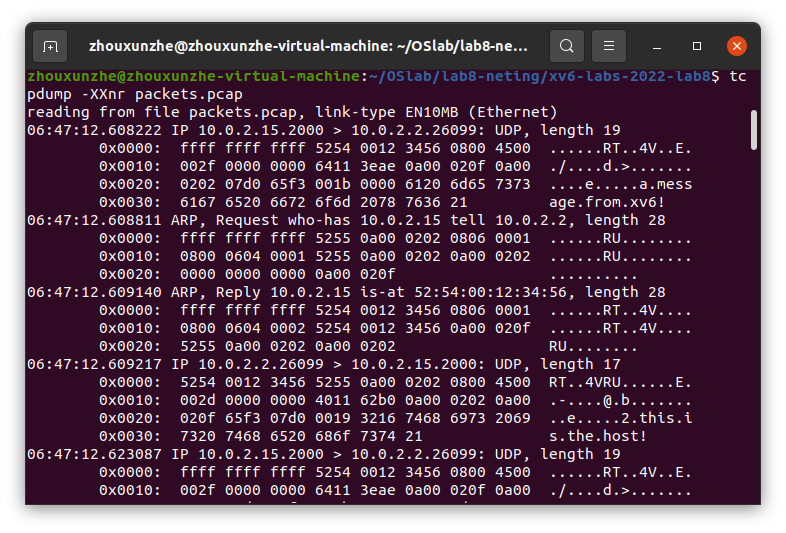 zhouxunzhe@zhouxunzhe-virtual-machine: ~/OSlab/lab8-ne...
zhouxunzhe@zhouxunzhe-virtual-machine:~/OSlab/lab8-neting/xv6-labs-2022-lab8$ tc
pdump -XXnr packets.pcap
reading from file packets.pcap, link-type EN10MB (Ethernet)
06:47:12.608222 IP 10.0.2.15.2000 > 10.0.2.2.26099: UDP, length 19
0x0000:  ffff ffff ffff 5254 0012 3456 0800 4500  ......RT..4V..E.
0x0010:  002f 0000 0000 6411 3eae 0a00 020f 0a00  ./....d.>.......
0x0020:  0202 07d0 65f3 001b 0000 6120 6d65 7373  ....e.....a.mess
0x0030:  6167 6520 6672 6f6d 2078 7636 21         age.from.xv6!
06:47:12.608811 ARP, Request who-has 10.0.2.15 tell 10.0.2.2, length 28
0x0000:  ffff ffff ffff 5255 0a00 0202 0806 0001  ......RU........
0x0010:  0800 0604 0001 5255 0a00 0202 0a00 0202  ......RU........
0x0020:  0000 0000 0000 0a00 020f                 ..........
06:47:12.609140 ARP, Reply 10.0.2.15 is-at 52:54:00:12:34:56, length 28
0x0000:  ffff ffff ffff 5254 0012 3456 0806 0001  ......RT..4V....
0x0010:  0800 0604 0002 5254 0012 3456 0a00 020f  ......RT..4V....
0x0020:  5255 0a00 0202 0a00 0202                 RU........
06:47:12.609217 IP 10.0.2.2.26099 > 10.0.2.15.2000: UDP, length 17
0x0000:  5254 0012 3456 5255 0a00 0202 0800 4500  RT..4VRU......E.
0x0010:  002d 0000 0000 4011 62b0 0a00 0202 0a00  .-....@.b.......
0x0020:  020f 65f3 07d0 0019 3216 7468 6973 2069  ..e.....2.this.i
0x0030:  7320 7468 6520 686f 7374 21              s.the.host!
06:47:12.623087 IP 10.0.2.15.2000 > 10.0.2.2.26099: UDP, length 19
0x0000:  ffff ffff ffff 5254 0012 3456 0800 4500  ......RT..4V..E.
0x0010:  002f 0000 0000 6411 3eae 0a00 020f 0a00  ./....d.>.......